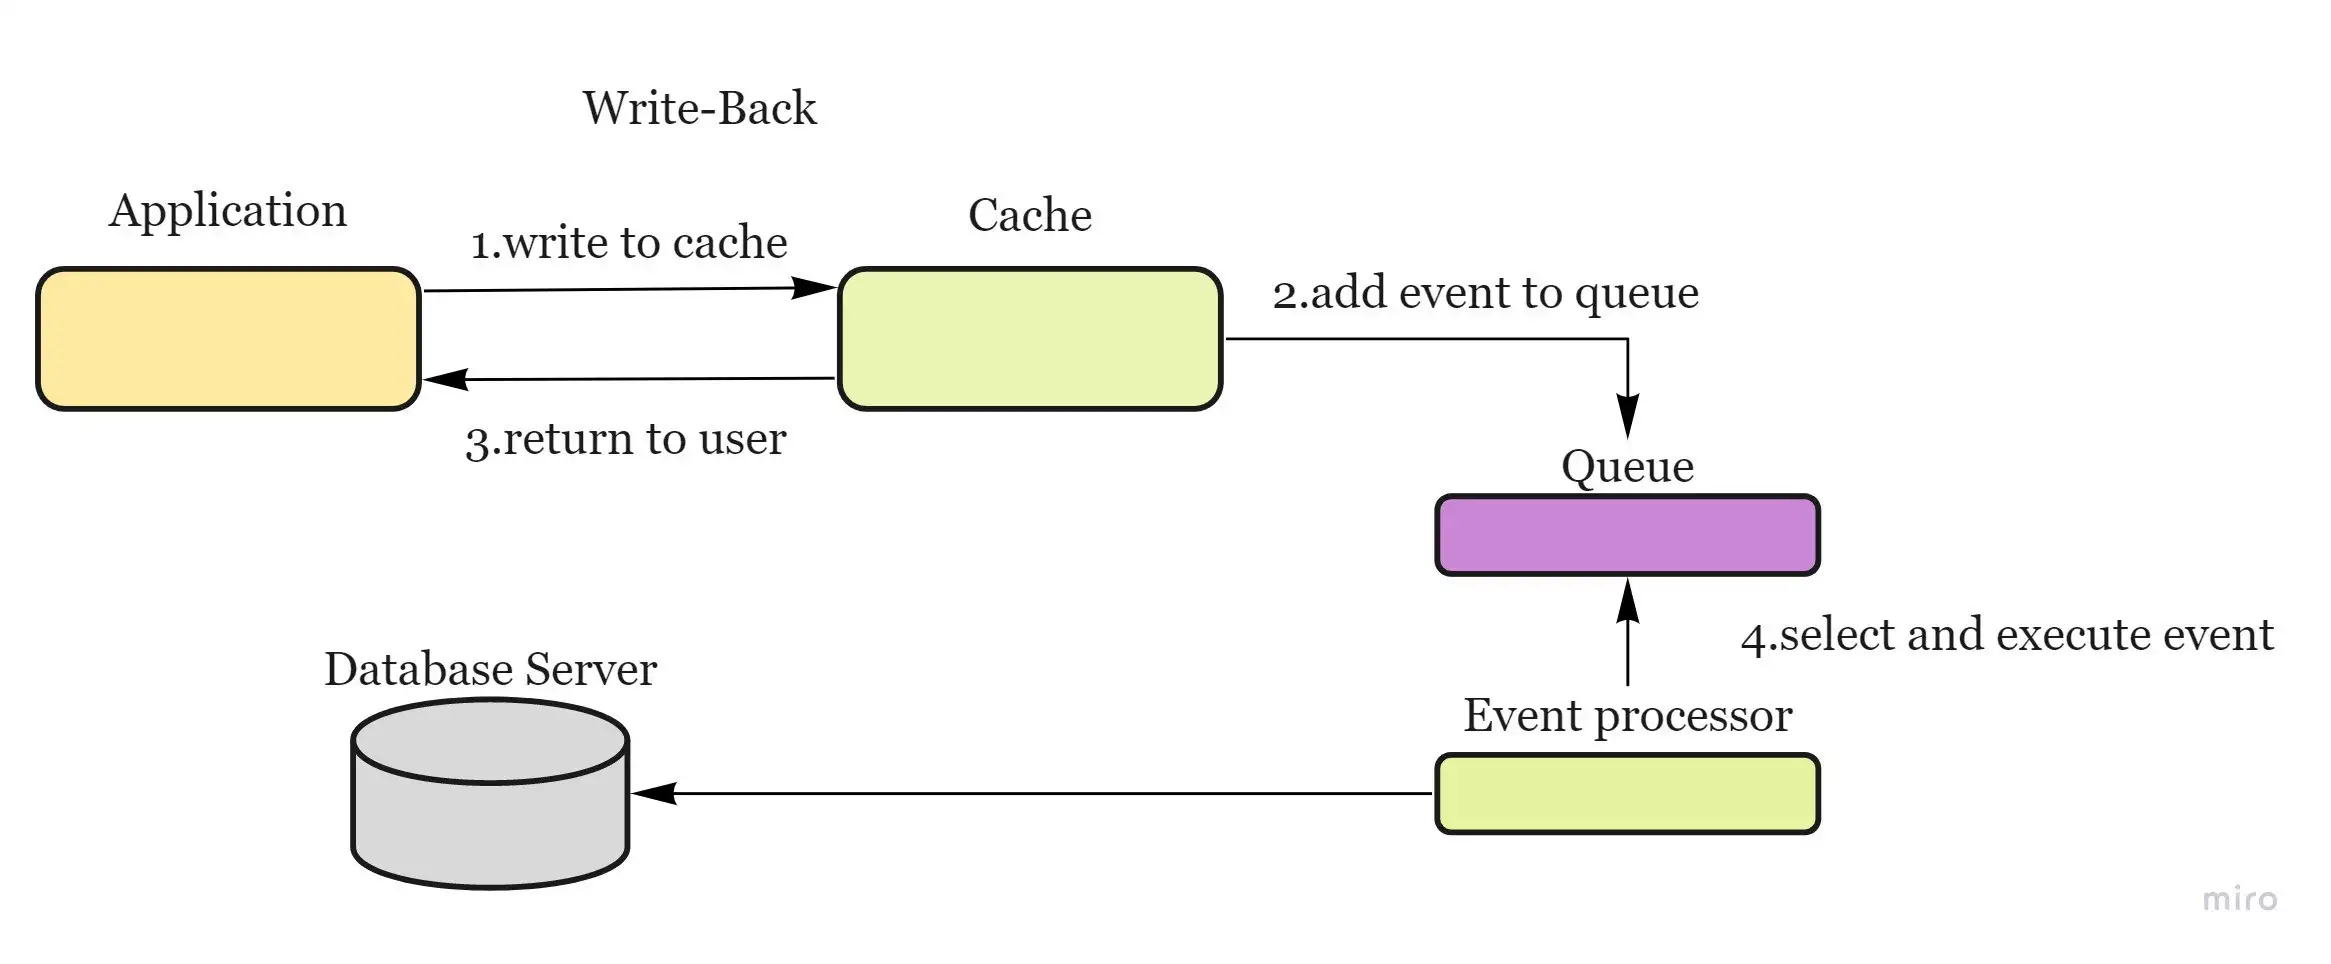 Write-Back
Application
Cache
1.write to cache
2.add event to queue
3.return to user
Queue
4.select and execute event
Database Server
Event processor
miro